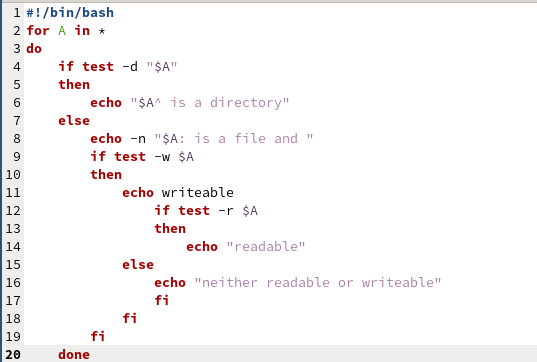 1 #!/bin/bash
2 for A in *
3 do
4     if test -d "$A"
5     then
6         echo "$A^ is a directory"
7     else
8         echo -n "$A: is a file and "
9         if test -w $A
10         then
11             echo writeable
12                 if test -r $A
13                 then
14                     echo "readable"
15             else
16                 echo "neither readable or writeable"
17                 fi
18             fi
19         fi
20     done